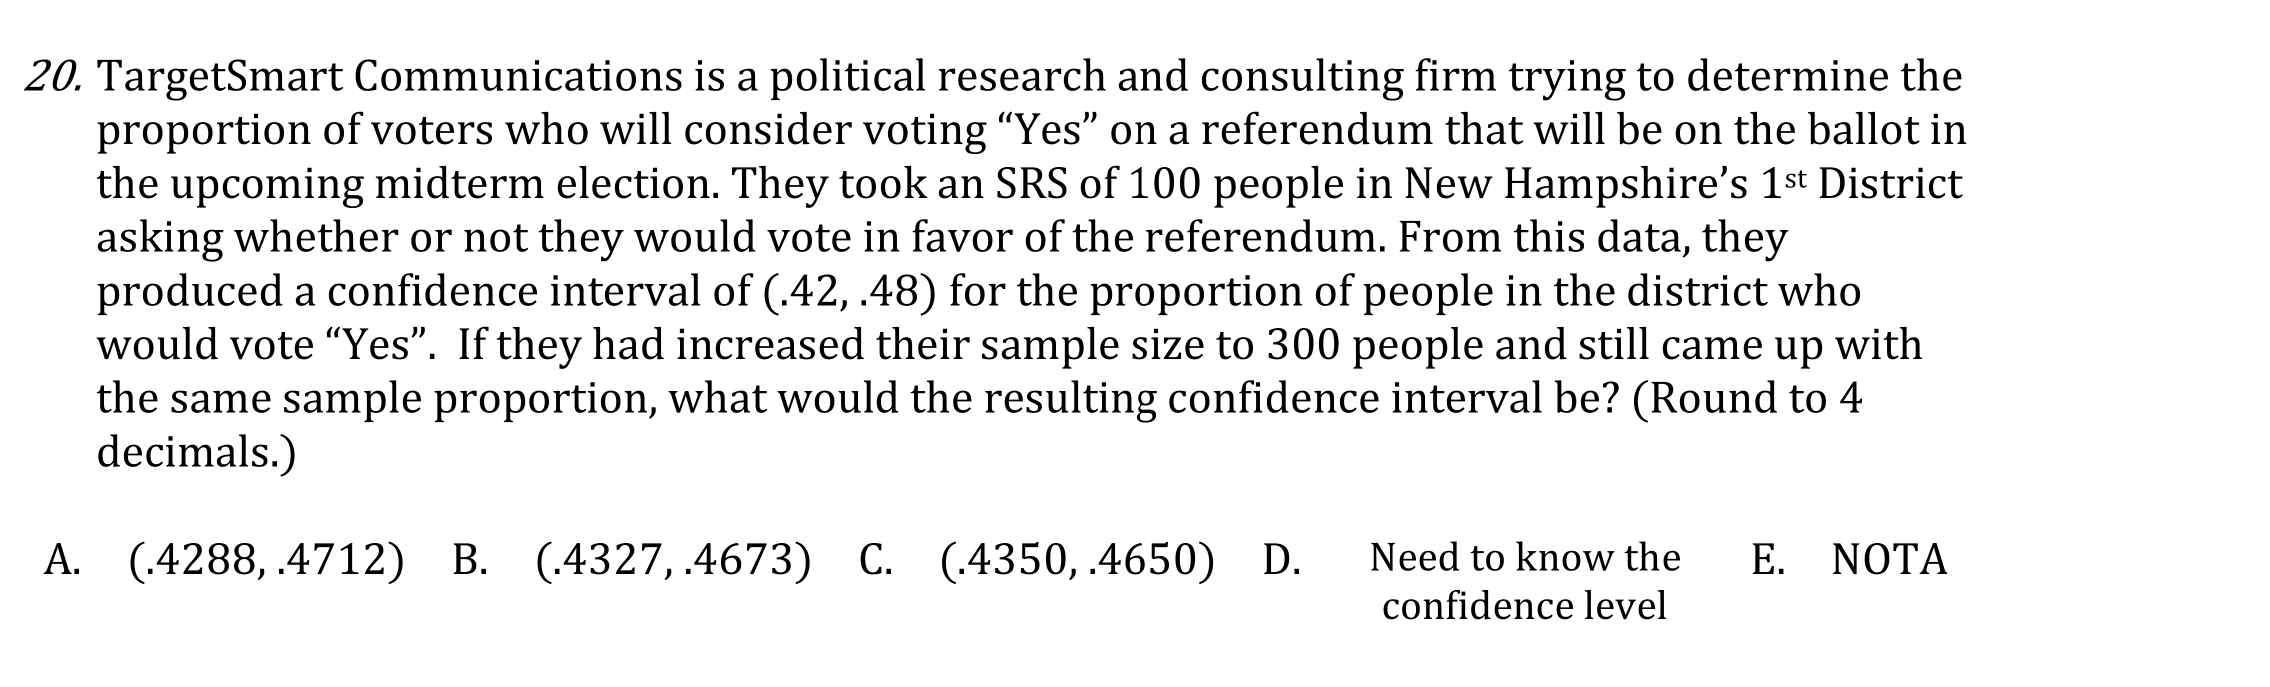 20. TargetSmart Communications is a political research and consulting firm trying to determine the
proportion of voters who will consider voting “Yes” on a referendum that will be on the ballot in
the upcoming midterm election. They took an SRS of 100 people in New Hampshire’s 1st District
asking whether or not they would vote in favor of the referendum. From this data, they
produced a confidence interval of (.42, .48) for the proportion of people in the district who
would vote “Yes”.  If they had increased their sample size to 300 people and still came up with
the same sample proportion, what would the resulting confidence interval be? (Round to 4
decimals.)
A. (.4288, .4712) B. (.4327, .4673) C. (.4350, .4650) D. Need to know the E. NOTA
confidence level